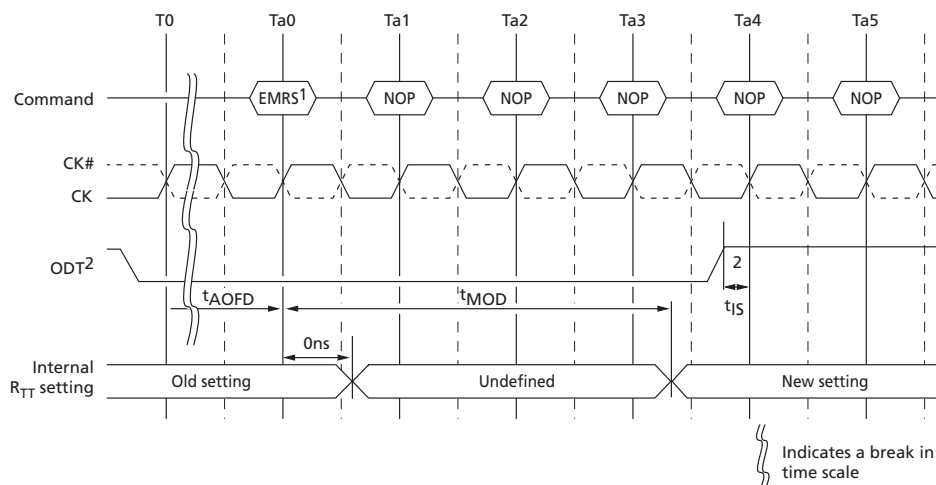 T0 Ta0 Ta1 Ta2 Ta3 Ta4 Ta5
Command EMRS1 NOP NOP NOP NOP NOP
CK#
CK
ODT2
2
tAOFD tMOD
tIS
0ns
Internal
RTT setting
Old setting Undefined New setting
Indicates a break in
time scale